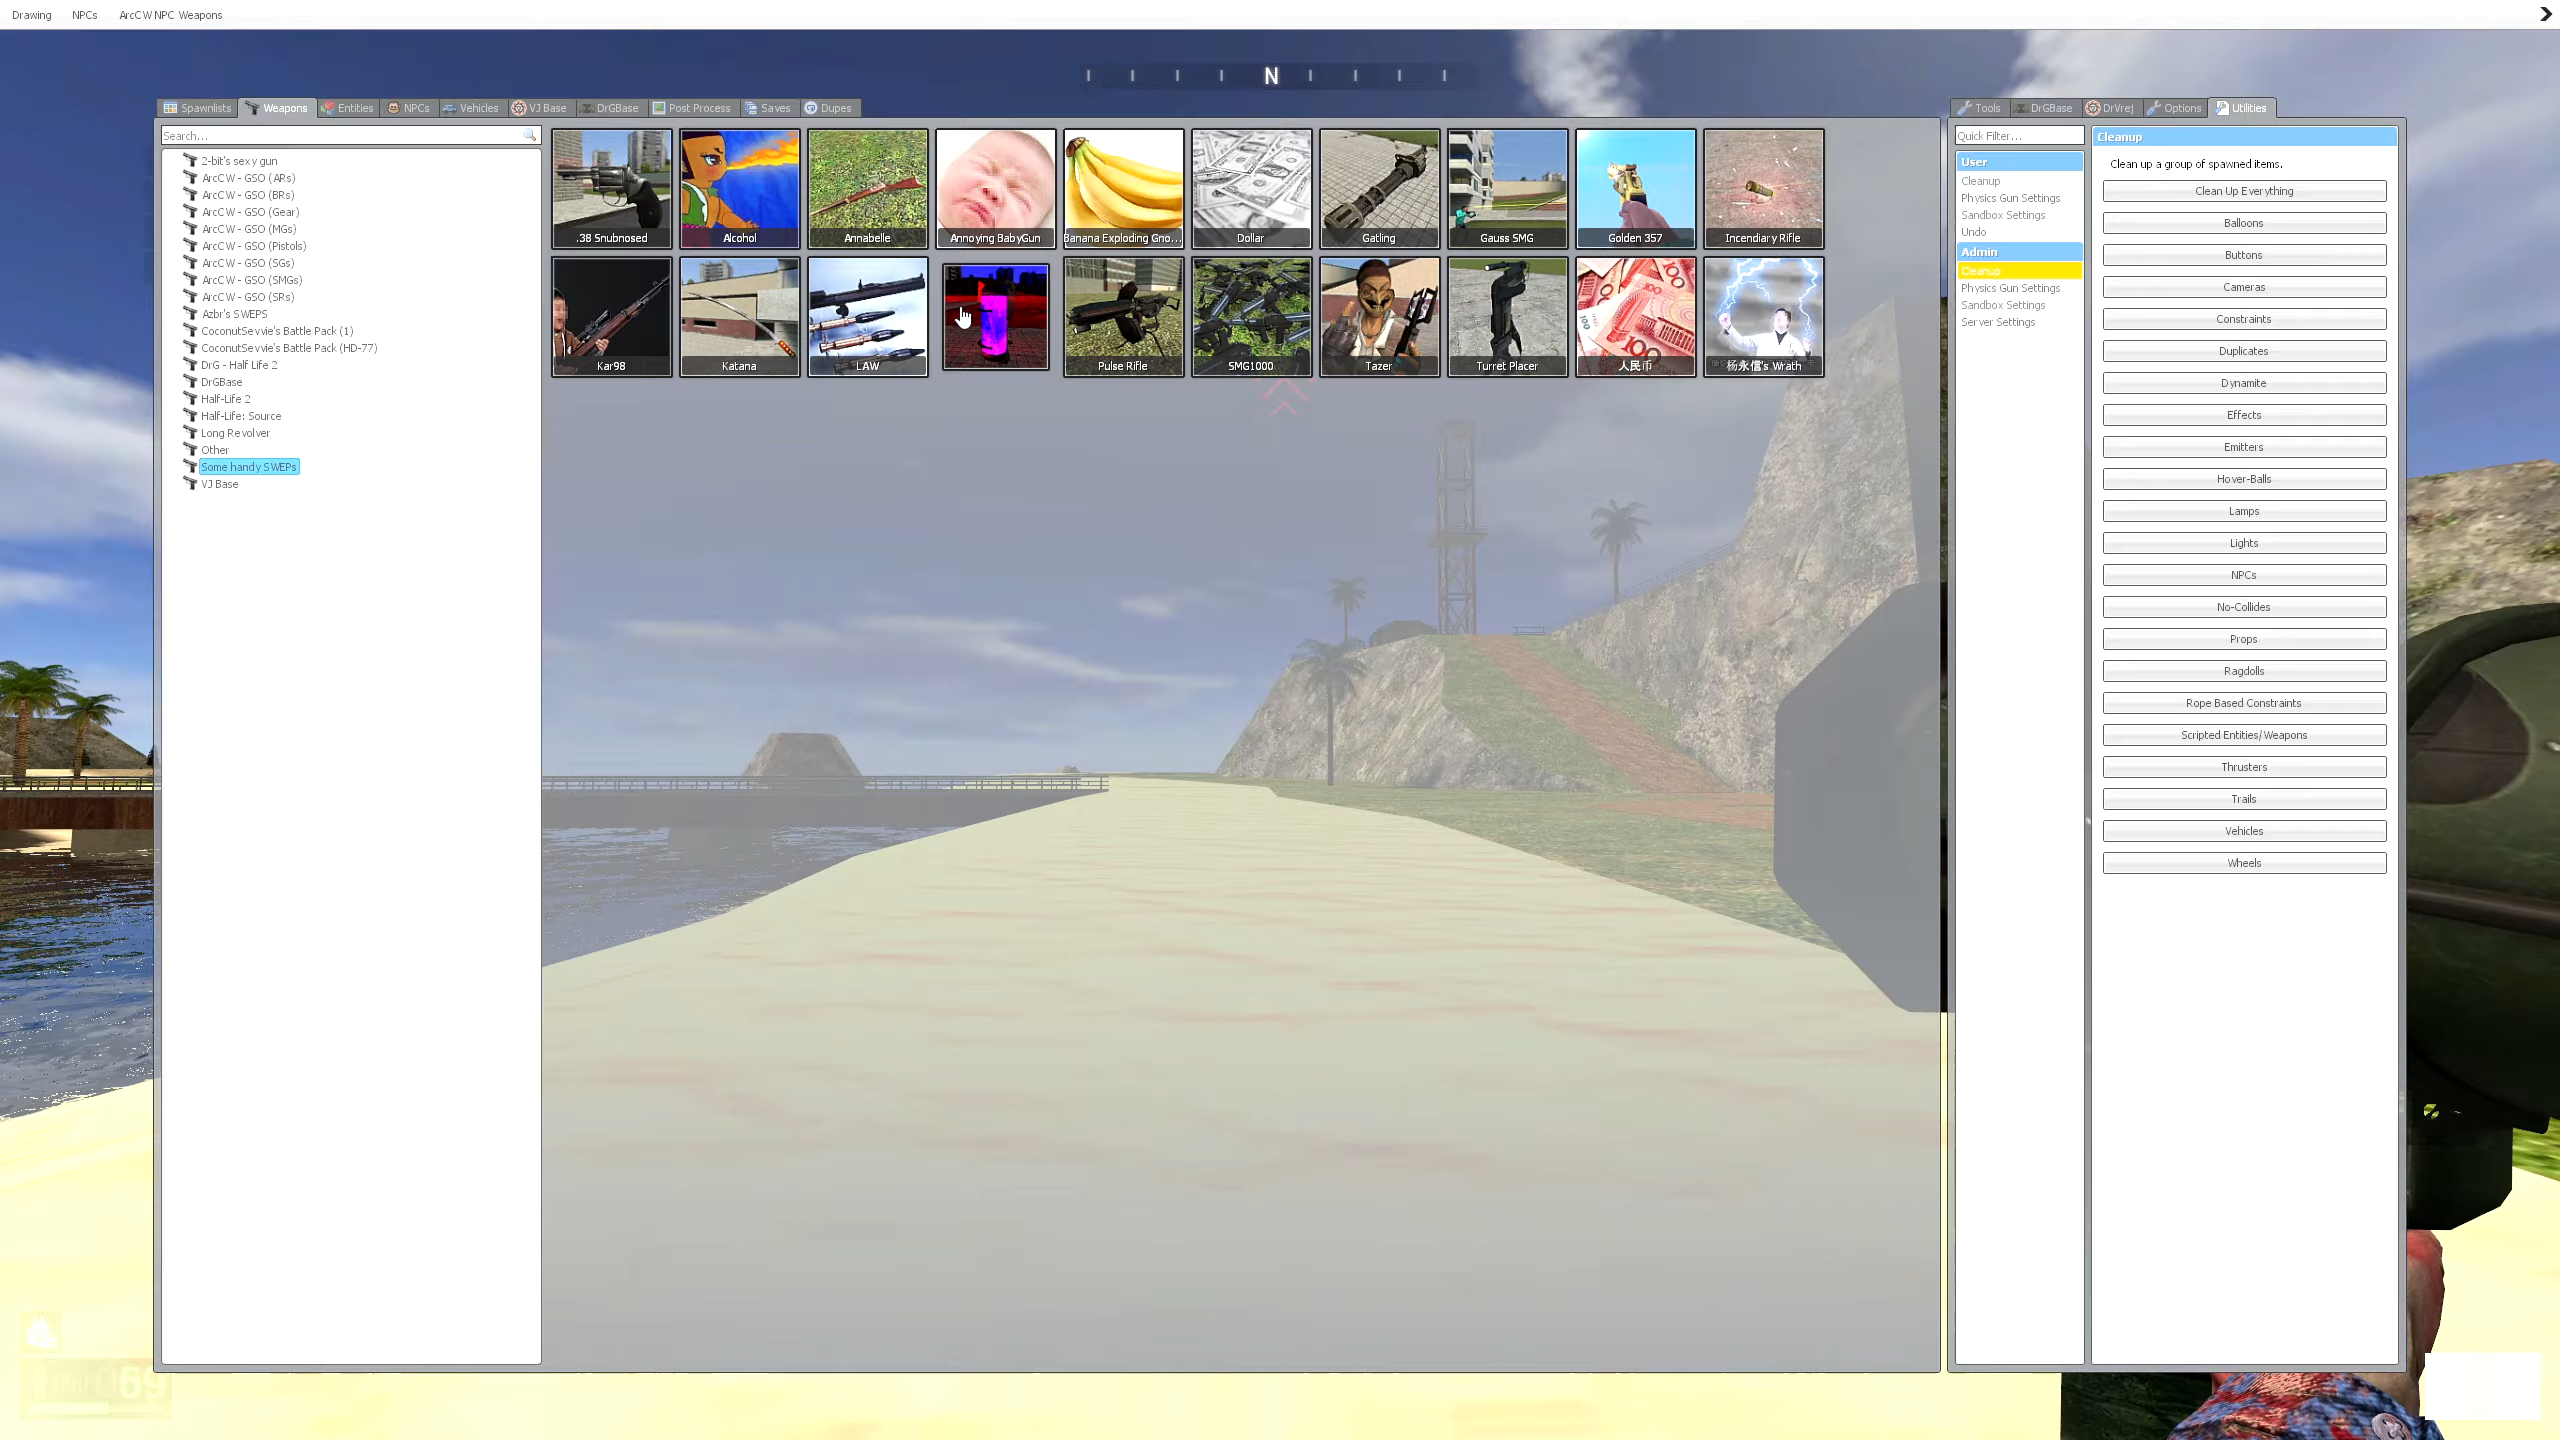 Drawing NPCs ArcCW NPC Weapons
N
Spawnlists Weapons Entities NPCs Vehicles VJ Base DrGBase Post Process Saves Dupes
Search...
2-bit's sexy gun
ArcCW - GSO (ARs)
ArcCW - GSO (BRs)
ArcCW - GSO (Gear)
ArcCW - GSO (MGs)
ArcCW - GSO (Pistols)
ArcCW - GSO (SGs)
ArcCW - GSO (SMGs)
ArcCW - GSO (SRs)
Azbr's SWEPS
CoconutSevvie's Battle Pack (1)
CoconutSevvie's Battle Pack (HD-77)
DrG - Half Life 2
DrGBase
Half-Life 2
Half-Life: Source
Long Revolver
Other
Some handy SWEPs
VJ Base
.38 Snubnosed Alcohol Annabelle Annoying BabyGun Banana Exploding Gno... Dollar Gatling Gauss SMG Golden 357 Incendiary Rifle
Kar98 Katana LAW Pulse Rifle SMG1000 Tazer Turret Placer 人民币 杨永信's Wrath
Tools DrGBase DrVrej Options Utilities
Quick Filter...
User
Cleanup
Physics Gun Settings
Sandbox Settings
Undo
Admin
Cleanup
Physics Gun Settings
Sandbox Settings
Server Settings
Cleanup
Clean up a group of spawned items.
Clean Up Everything
Balloons
Buttons
Cameras
Constraints
Duplicates
Dynamite
Effects
Emitters
Hover-Balls
Lamps
Lights
NPCs
No-Collides
Props
Ragdolls
Rope Based Constraints
Scripted Entities/Weapons
Thrusters
Trails
Vehicles
Wheels